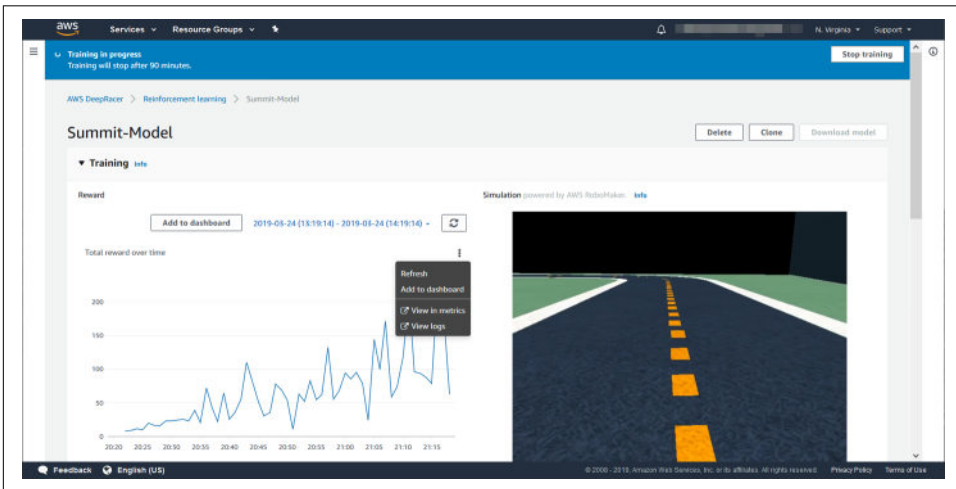 aws Services Resource Groups N. Virginia Support
Training in progress
Training will stop after 90 minutes.
Stop training
AWS DeepRacer > Reinforcement learning > Summit-Model
Summit-Model
Delete Clone Download model
Training Info
Reward
Simulation powered by AWS RoboMaker Info
Add to dashboard 2019-03-24 (13:19:14) - 2019-03-24 (14:19:14)
Total reward over time
Refresh
Add to dashboard
View in metrics
View logs
200
150
100
50
0
20:20 20:25 20:30 20:35 20:40 20:45 20:50 20:55 21:00 21:05 21:10 21:15
Feedback English (US) © 2008 - 2019, Amazon Web Services, Inc. or its affiliates. All rights reserved. Privacy Policy Terms of Use